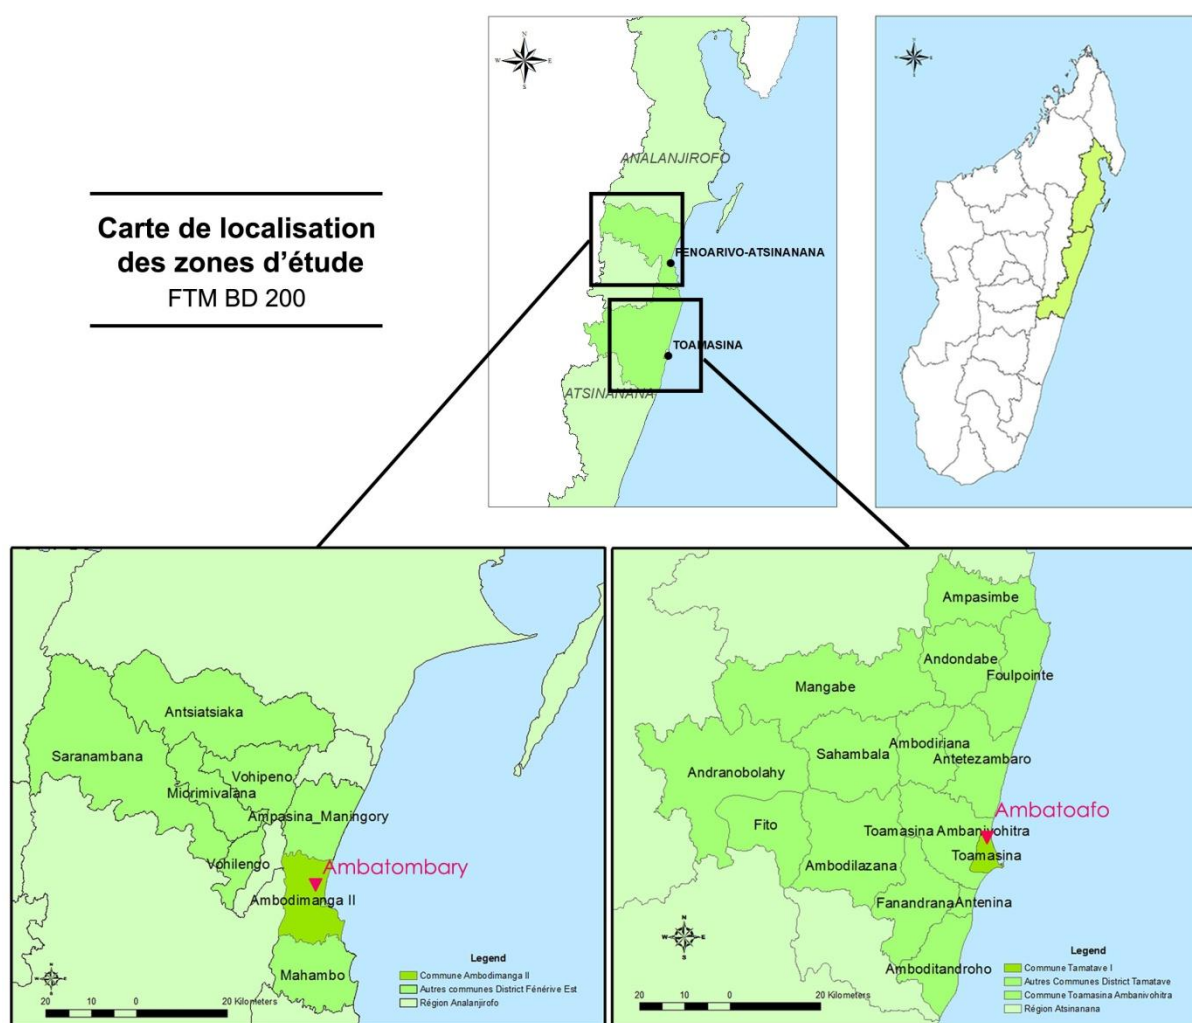 Carte de localisation
des zones d'étude
FTM BD 200
N
W E
S
ANALANJIROFO
FENOARIVO-ATSINANANA
TOAMASINA
ATSINANANA
N
W E
S
Antsiatsiaka
Saranambana
Vohipeno
Miorimivalana
Ampasina_Maningory
Vohilengo
Ambatombary
Ambodimanga II
Mahambo
Legend
Commune Ambodimanga II
Autres communes District Fénérive Est
Région Analanjirofo
20 10 0 20 Kilometers
Ampasimbe
Andondabe
Foulpointe
Mangabe
Ambodiriana
Sahambala
Antetezambaro
Andranobolahy
Ambatoafo
Fito
Toamasina Ambanivohitra
Toamasina
Ambodilazana
Fanandrana
Antenina
Amboditandroho
N
W E
S
Legend
Commune Tamatave I
Autres Communes District Tamatave
Commune Toamasina Ambanivohitra
Région Atsinanana
20 10 0 20 Kilometers